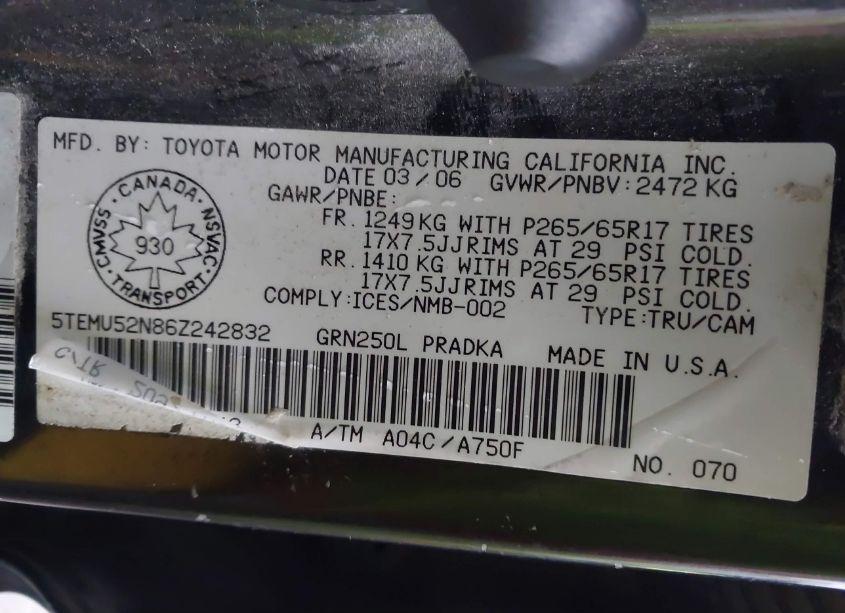 MFD. BY: TOYOTA MOTOR MANUFACTURING CALIFORNIA INC.
DATE 03/06 GVWR/PNBV: 2472 KG
GAWR/PNBE:
FR. 1249 KG WITH P265/65R17 TIRES
17X7.5JJRIMS AT 29 PSI COLD.
RR. 1410 KG WITH P265/65R17 TIRES
17X7.5JJRIMS AT 29 PSI COLD.
COMPLY:ICES/NMB-002 TYPE:TRU/CAM
CANADA
CMVSS 930 NSVAC
TRANSPORT
5TEMU52N86Z242832 GRN250L PRADKA MADE IN U.S.A.
C/TR
A/TM A04C/A750F
NO. 070